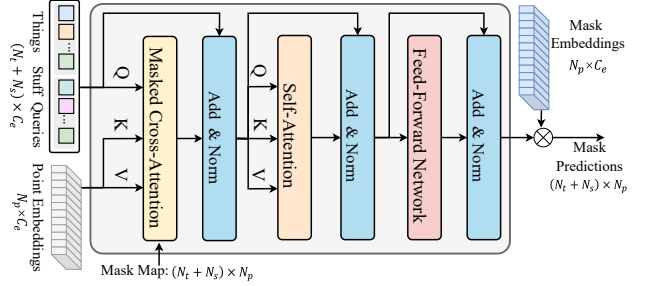 Things Stuff Queries
(N_t + N_s) × C_e
Point Embeddings
N_p×C_e
Q
K
V
Masked Cross-Attention
Add & Norm
Q
K
V
Self-Attention
Add & Norm
Feed-Forward Network
Add & Norm
Mask
Embeddings
N_p×C_e
Mask
Predictions
(N_t + N_s) × N_p
Mask Map: (N_t + N_s) × N_p